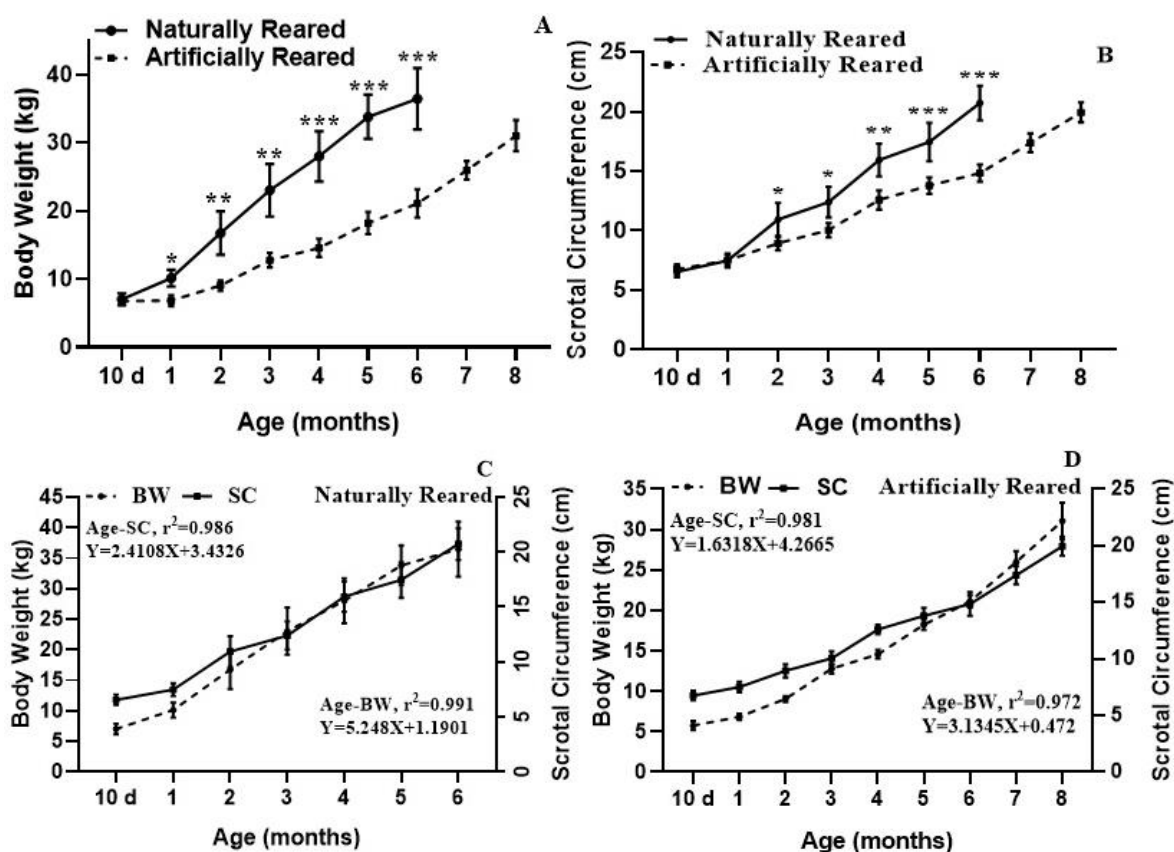 Naturally Reared
Artificially Reared
A
Body Weight (kg)
40
30
20
10
0
*
**
**
***
***
***
10 d 1 2 3 4 5 6 7 8
Age (months)
Naturally Reared
Artificially Reared
B
Scrotal Circumference (cm)
25
20
15
10
5
0
*
*
**
***
***
10 d 1 2 3 4 5 6 7 8
Age (months)
C
BW SC Naturally Reared
Age-SC, r²=0.986
Y=2.4108X+3.4326
Age-BW, r²=0.991
Y=5.248X+1.1901
Body Weight (kg)
45
40
35
30
25
20
15
10
5
0
Scrotal Circumference (cm)
25
20
15
10
5
0
10 d 1 2 3 4 5 6
Age (months)
D
BW SC Artificially Reared
Age-SC, r²=0.981
Y=1.6318X+4.2665
Age-BW, r²=0.972
Y=3.1345X+0.472
Body Weight (kg)
35
30
25
20
15
10
5
0
Scrotal Circumference (cm)
25
20
15
10
5
0
10 d 1 2 3 4 5 6 7 8
Age (months)